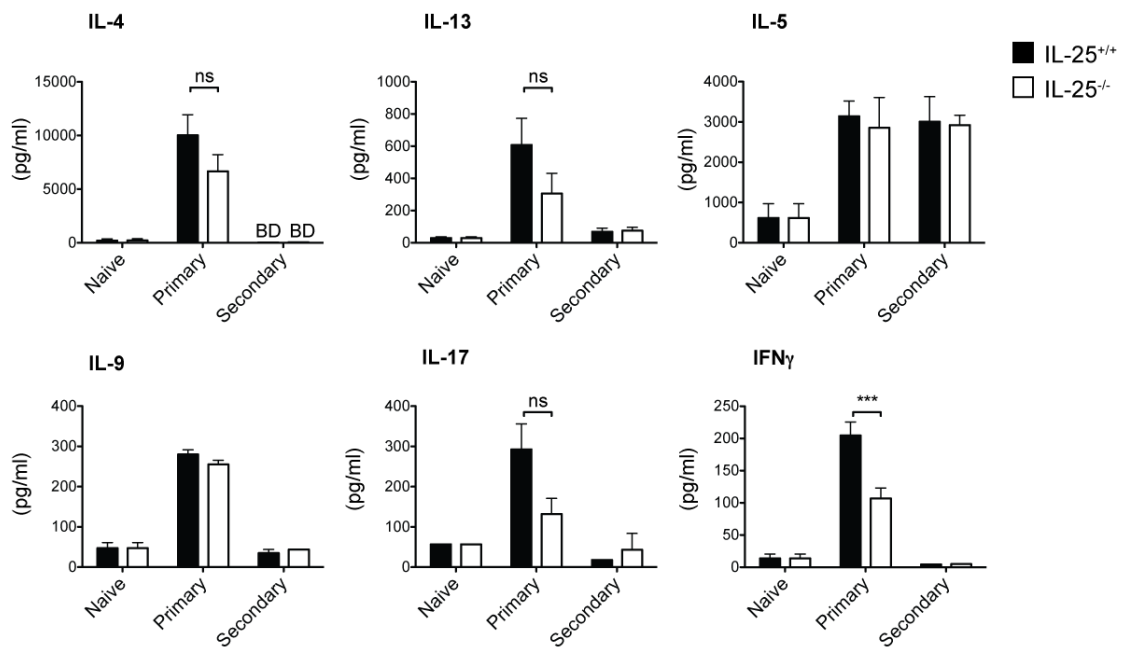 IL-4
(pg/ml)
15000
10000
5000
0
ns
BD BD
Naive
Primary
Secondary
IL-13
(pg/ml)
1000
800
600
400
200
0
ns
Naive
Primary
Secondary
IL-5
(pg/ml)
4000
3000
2000
1000
0
Naive
Primary
Secondary
IL-25+/+
IL-25-/-
IL-9
(pg/ml)
400
300
200
100
0
Naive
Primary
Secondary
IL-17
(pg/ml)
400
300
200
100
0
ns
Naive
Primary
Secondary
IFNγ
(pg/ml)
250
200
150
100
50
0
***
Naive
Primary
Secondary